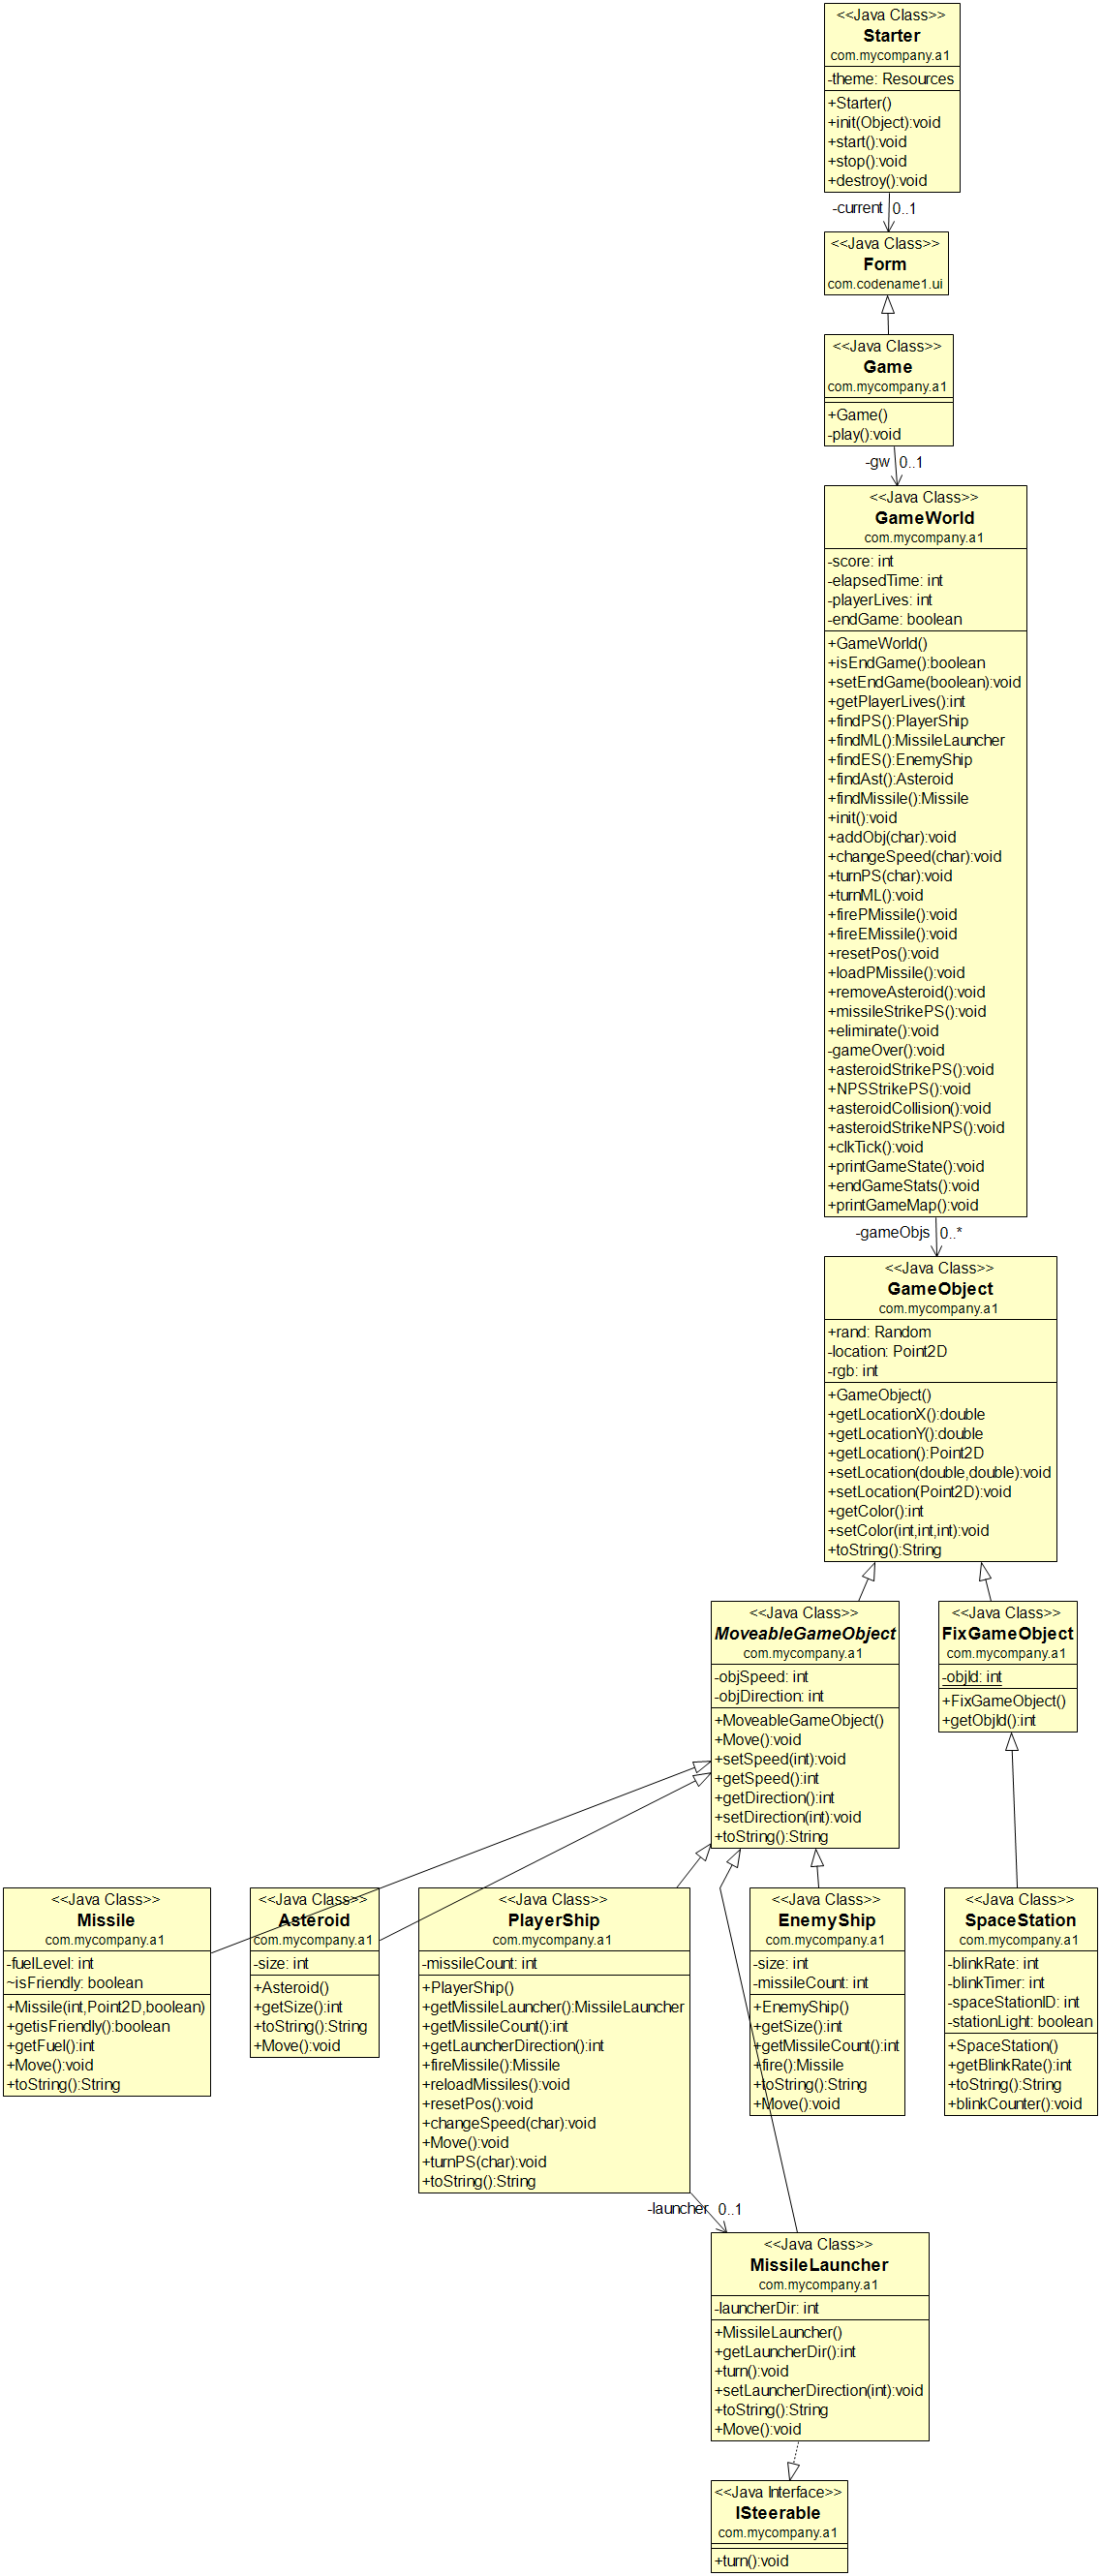 <<Java Class>>
Starter
com.mycompany.a1
-theme: Resources
+Starter()
+init(Object):void
+start():void
+stop():void
+destroy():void
-current 0..1
<<Java Class>>
Form
com.codename1.ui
<<Java Class>>
Game
com.mycompany.a1
+Game()
-play():void
-gw 0..1
<<Java Class>>
GameWorld
com.mycompany.a1
-score: int
-elapsedTime: int
-playerLives: int
-endGame: boolean
+GameWorld()
+isEndGame():boolean
+setEndGame(boolean):void
+getPlayerLives():int
+findPS():PlayerShip
+findML():MissileLauncher
+findES():EnemyShip
+findAst():Asteroid
+findMissile():Missile
+init():void
+addObj(char):void
+changeSpeed(char):void
+turnPS(char):void
+turnML():void
+firePMissile():void
+fireEMissile():void
+resetPos():void
+loadPMissile():void
+removeAsteroid():void
+missileStrikePS():void
+eliminate():void
-gameOver():void
+asteroidStrikePS():void
+NPSStrikePS():void
+asteroidCollision():void
+asteroidStrikeNPS():void
+clkTick():void
+printGameState():void
+endGameStats():void
+printGameMap():void
-gameObjs 0..*
<<Java Class>>
GameObject
com.mycompany.a1
+rand: Random
-location: Point2D
-rgb: int
+GameObject()
+getLocationX():double
+getLocationY():double
+getLocation():Point2D
+setLocation(double,double):void
+setLocation(Point2D):void
+getColor():int
+setColor(int,int,int):void
+toString():String
<<Java Class>>
MoveableGameObject
com.mycompany.a1
-objSpeed: int
-objDirection: int
+MoveableGameObject()
+Move():void
+setSpeed(int):void
+getSpeed():int
+getDirection():int
+setDirection(int):void
+toString():String
<<Java Class>>
FixGameObject
com.mycompany.a1
-objId: int
+FixGameObject()
+getObjId():int
<<Java Class>>
Missile
com.mycompany.a1
-fuelLevel: int
~isFriendly: boolean
+Missile(int,Point2D,boolean)
+getisFriendly():boolean
+getFuel():int
+Move():void
+toString():String
<<Java Class>>
Asteroid
com.mycompany.a1
-size: int
+Asteroid()
+getSize():int
+toString():String
+Move():void
<<Java Class>>
PlayerShip
com.mycompany.a1
-missileCount: int
+PlayerShip()
+getMissileLauncher():MissileLauncher
+getMissileCount():int
+getLauncherDirection():int
+fireMissile():Missile
+reloadMissiles():void
+resetPos():void
+changeSpeed(char):void
+Move():void
+turnPS(char):void
+toString():String
<<Java Class>>
EnemyShip
com.mycompany.a1
-size: int
-missileCount: int
+EnemyShip()
+getSize():int
+getMissileCount():int
+fire():Missile
+toString():String
+Move():void
<<Java Class>>
SpaceStation
com.mycompany.a1
-blinkRate: int
-blinkTimer: int
-spaceStationID: int
-stationLight: boolean
+SpaceStation()
+getBlinkRate():int
+toString():String
+blinkCounter():void
-launcher 0..1
<<Java Class>>
MissileLauncher
com.mycompany.a1
-launcherDir: int
+MissileLauncher()
+getLauncherDir():int
+turn():void
+setLauncherDirection(int):void
+toString():String
+Move():void
<<Java Interface>>
ISteerable
com.mycompany.a1
+turn():void